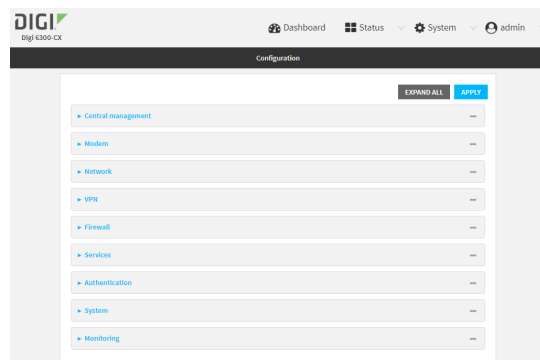 DIGI
Digi 6300-CX
Dashboard Status System admin
Configuration
EXPAND ALL APPLY
Central management
Modem
Network
VPN
Firewall
Services
Authentication
System
Monitoring